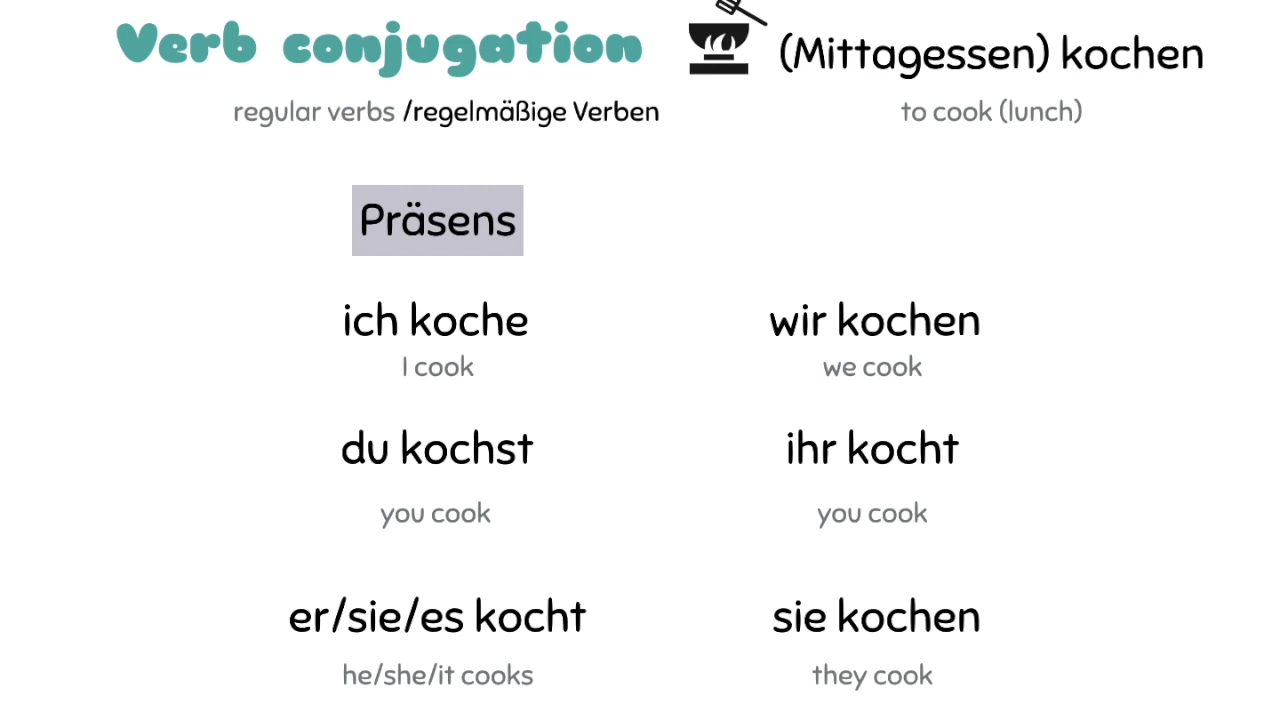 Verb conjugation
(Mittagessen) kochen
regular verbs /regelmäßige Verben
to cook (lunch)
Präsens
ich koche
wir kochen
I cook
we cook
du kochst
ihr kocht
you cook
you cook
er/sie/es kocht
sie kochen
he/she/it cooks
they cook